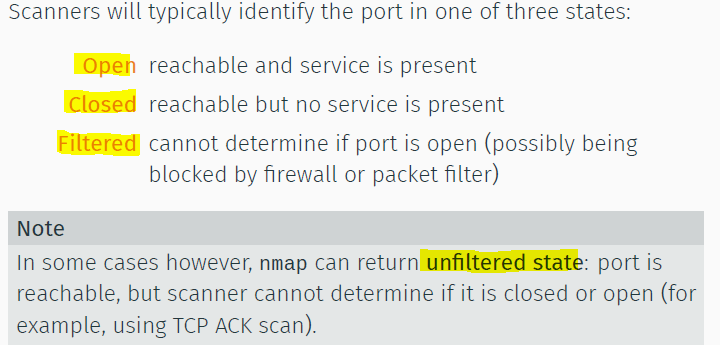 Scanners will typically identify the port in one of three states:
Open reachable and service is present
Closed reachable but no service is present
Filtered cannot determine if port is open (possibly being
blocked by firewall or packet filter)
Note
In some cases however, nmap can return unfiltered state: port is
reachable, but scanner cannot determine if it is closed or open (for
example, using TCP ACK scan).